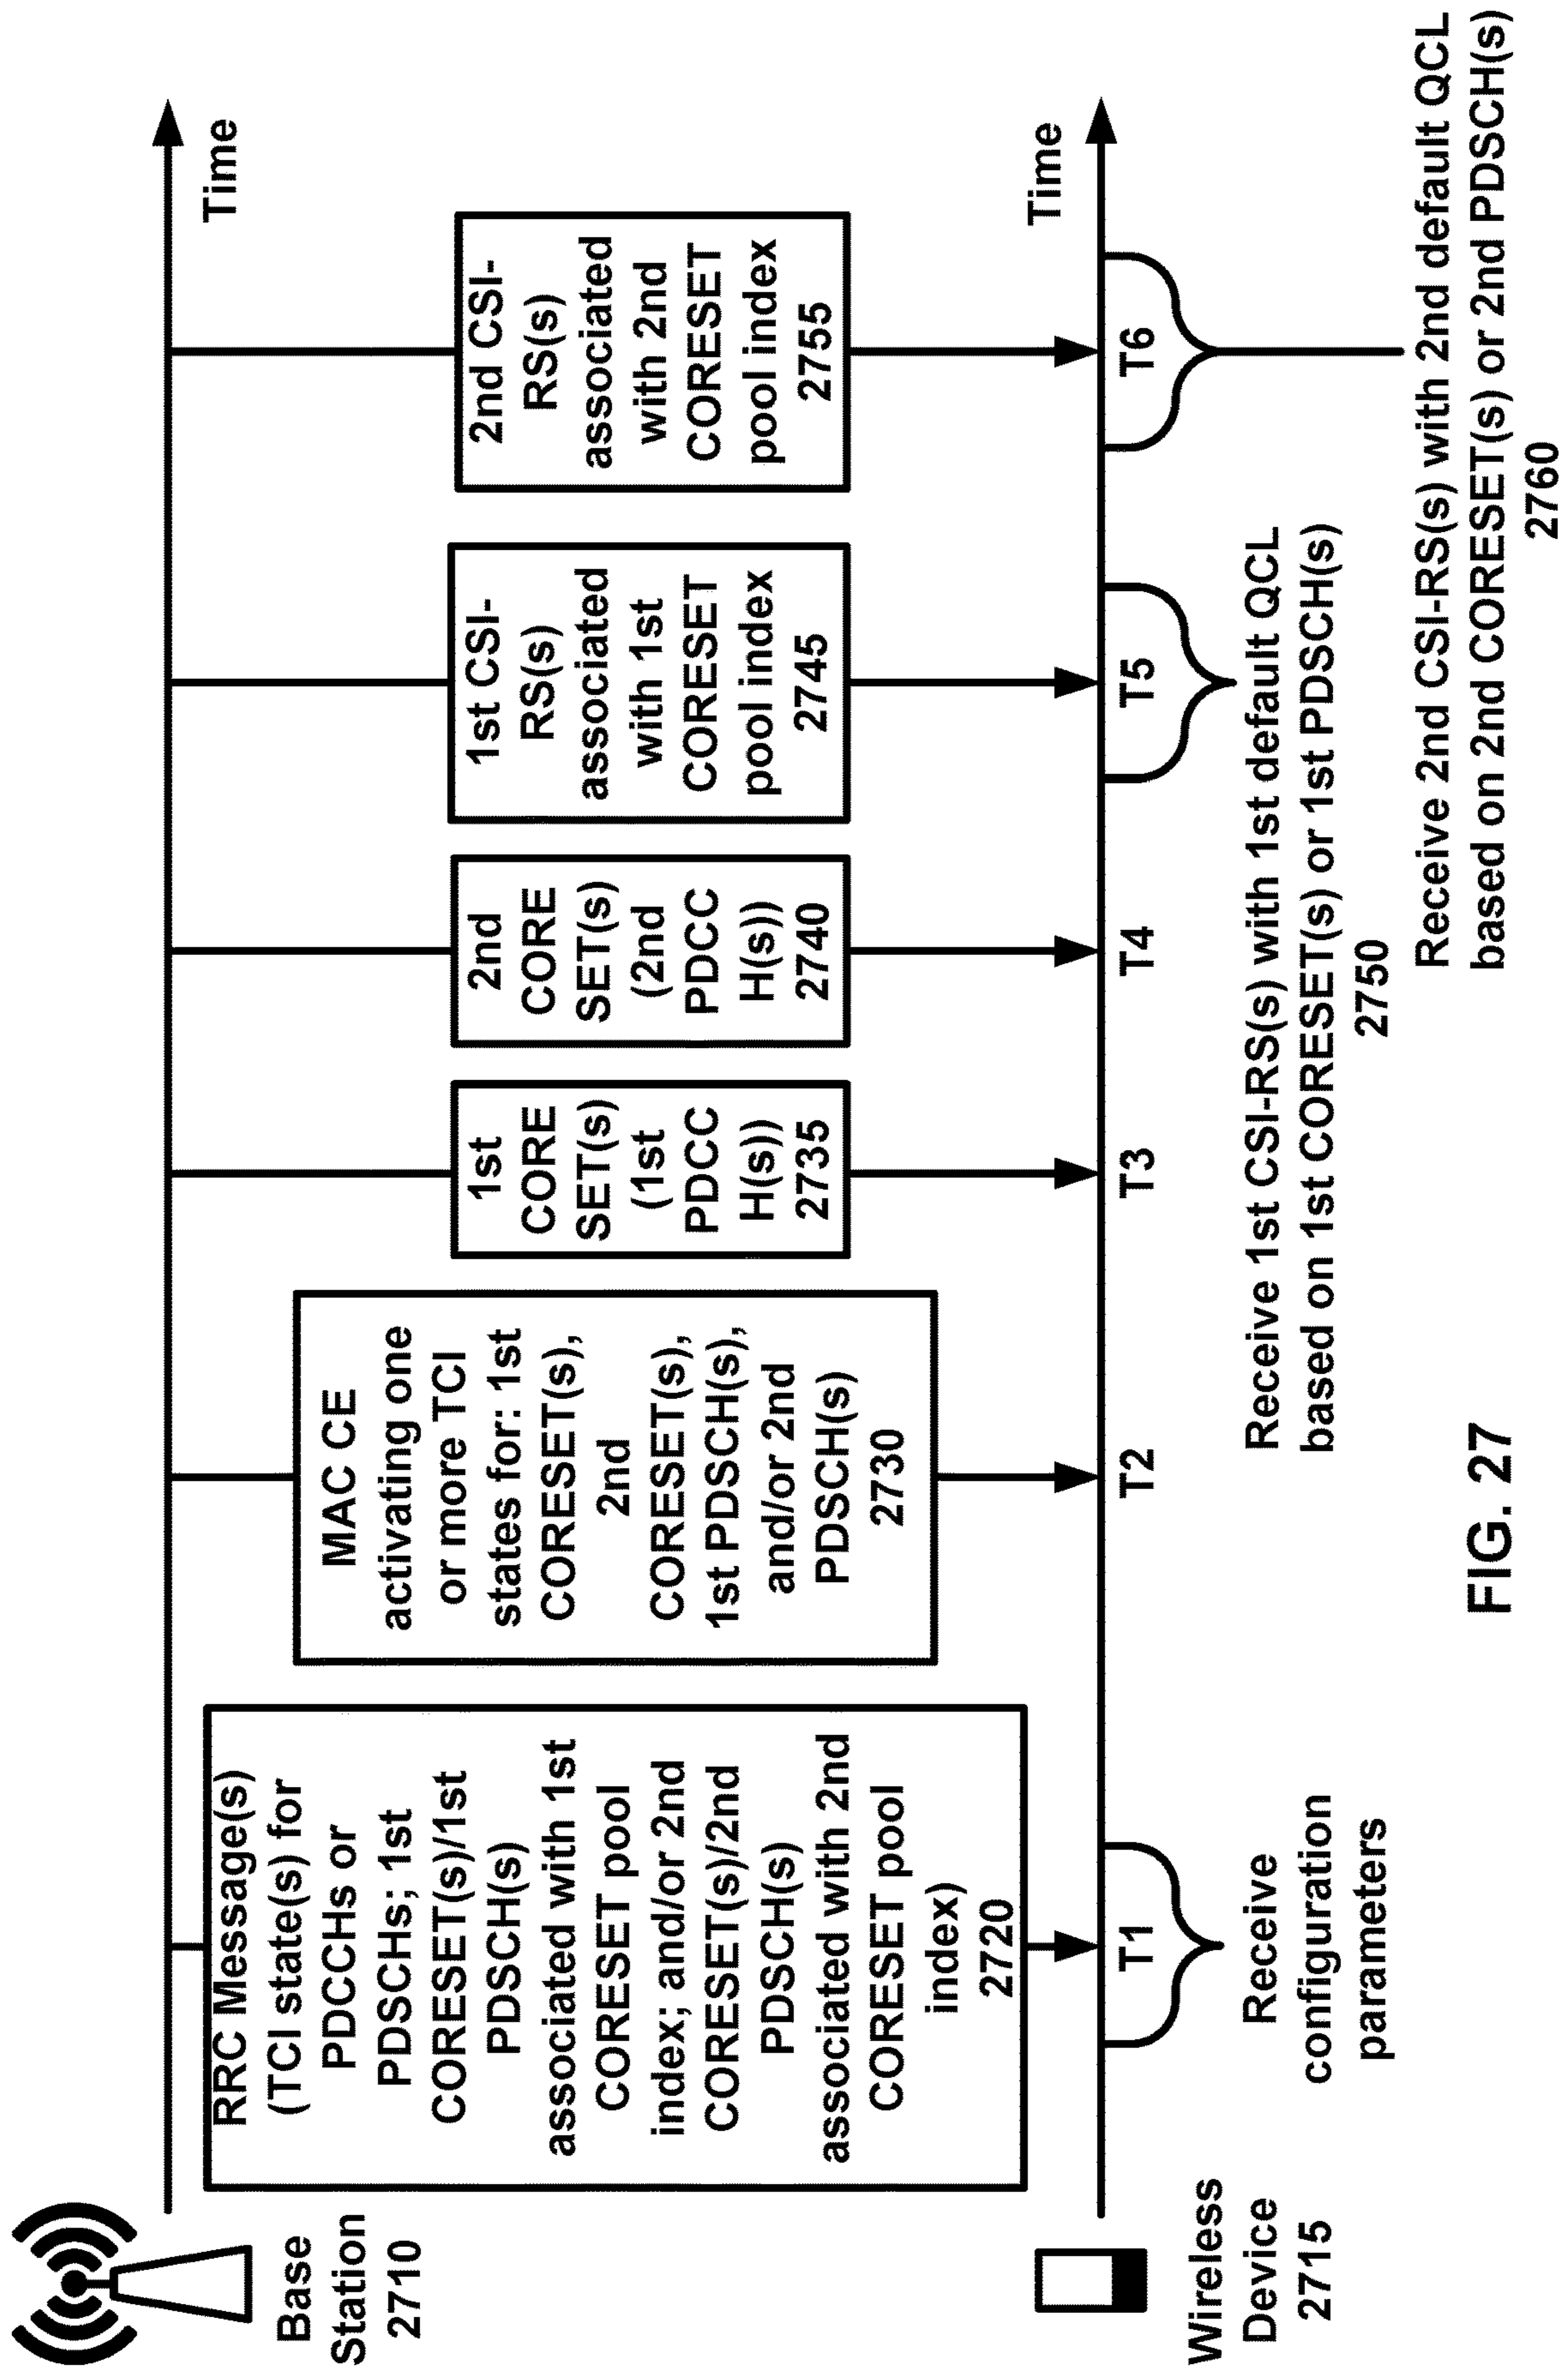 Base
Station
2710
Time
RRC Message(s)
(TCI state(s) for
PDCCHs or
PDSCHs; 1st
CORESET(s)/1st
PDSCH(s)
associated with 1st
CORESET pool
index; and/or 2nd
CORESET(s)/2nd
PDSCH(s)
associated with 2nd
CORESET pool
index)
2720
MAC CE
activating one
or more TCI
states for: 1st
CORESET(s),
2nd
CORESET(s),
1st PDSCH(s),
and/or 2nd
PDSCH(s)
2730
1st
CORE
SET(s)
(1st
PDCC
H(s))
2735
2nd
CORE
SET(s)
(2nd
PDCC
H(s))
2740
1st CSI-
RS(s)
associated
with 1st
CORESET
pool index
2745
2nd CSI-
RS(s)
associated
with 2nd
CORESET
pool index
2755
Wireless
Device
2715
Time
T1
T2
T3
T4
T5
T6
Receive
configuration
parameters
Receive 1st CSI-RS(s) with 1st default QCL
based on 1st CORESET(s) or 1st PDSCH(s)
2750
Receive 2nd CSI-RS(s) with 2nd default QCL
based on 2nd CORESET(s) or 2nd PDSCH(s)
2760
FIG. 27